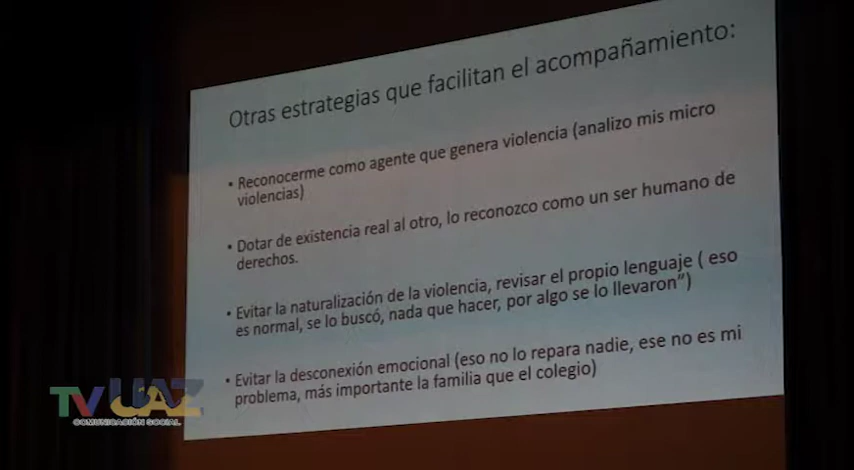 Otras estrategias que facilitan el acompañamiento:
• Reconocerme como agente que genera violencia (analizo mis micro
violencias)
• Dotar de existencia real al otro, lo reconozco como un ser humano de
derechos.
• Evitar la naturalización de la violencia, revisar el propio lenguaje ( eso
es normal, se lo buscó, nada que hacer, por algo se lo llevaron”)
• Evitar la desconexión emocional (eso no lo repara nadie, ese no es mi
problema, más importante la familia que el colegio)
TV UAZ
COMUNICACIÓN SOCIAL